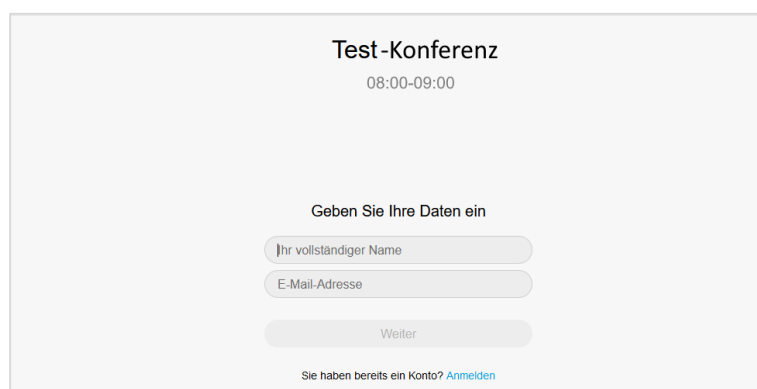 Test-Konferenz
08:00-09:00
Geben Sie Ihre Daten ein
Ihr vollständiger Name
E-Mail-Adresse
Weiter
Sie haben bereits ein Konto? Anmelden